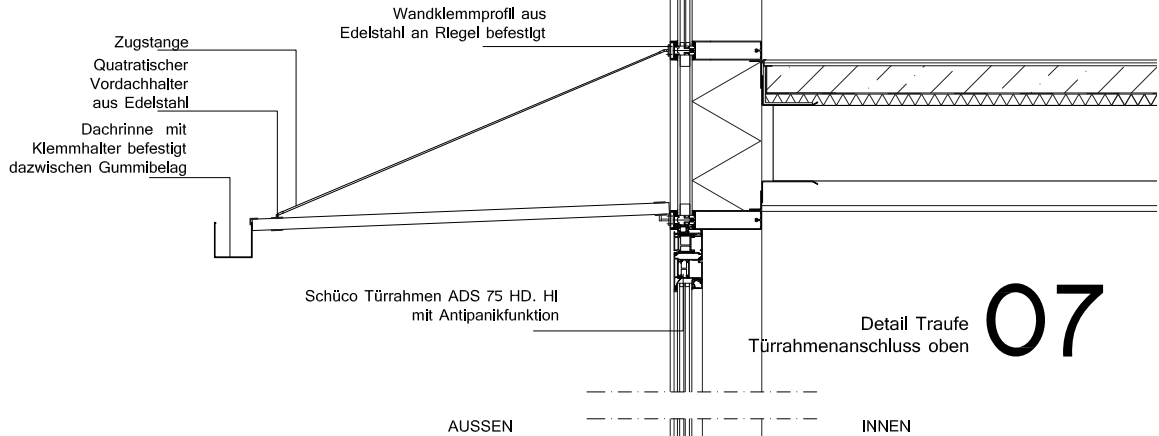 Wandklemmprofil aus
Edelstahl an Riegel befestigt
Zugstange
Quatratischer
Vordachhalter
aus Edelstahl
Dachrinne mit
Klemmhalter befestigt
dazwischen Gummibelag
Schüco Türrahmen ADS 75 HD. HI
mit Antipanikfunktion
Detail Traufe
Türrahmenanschluss oben
07
AUSSEN
INNEN